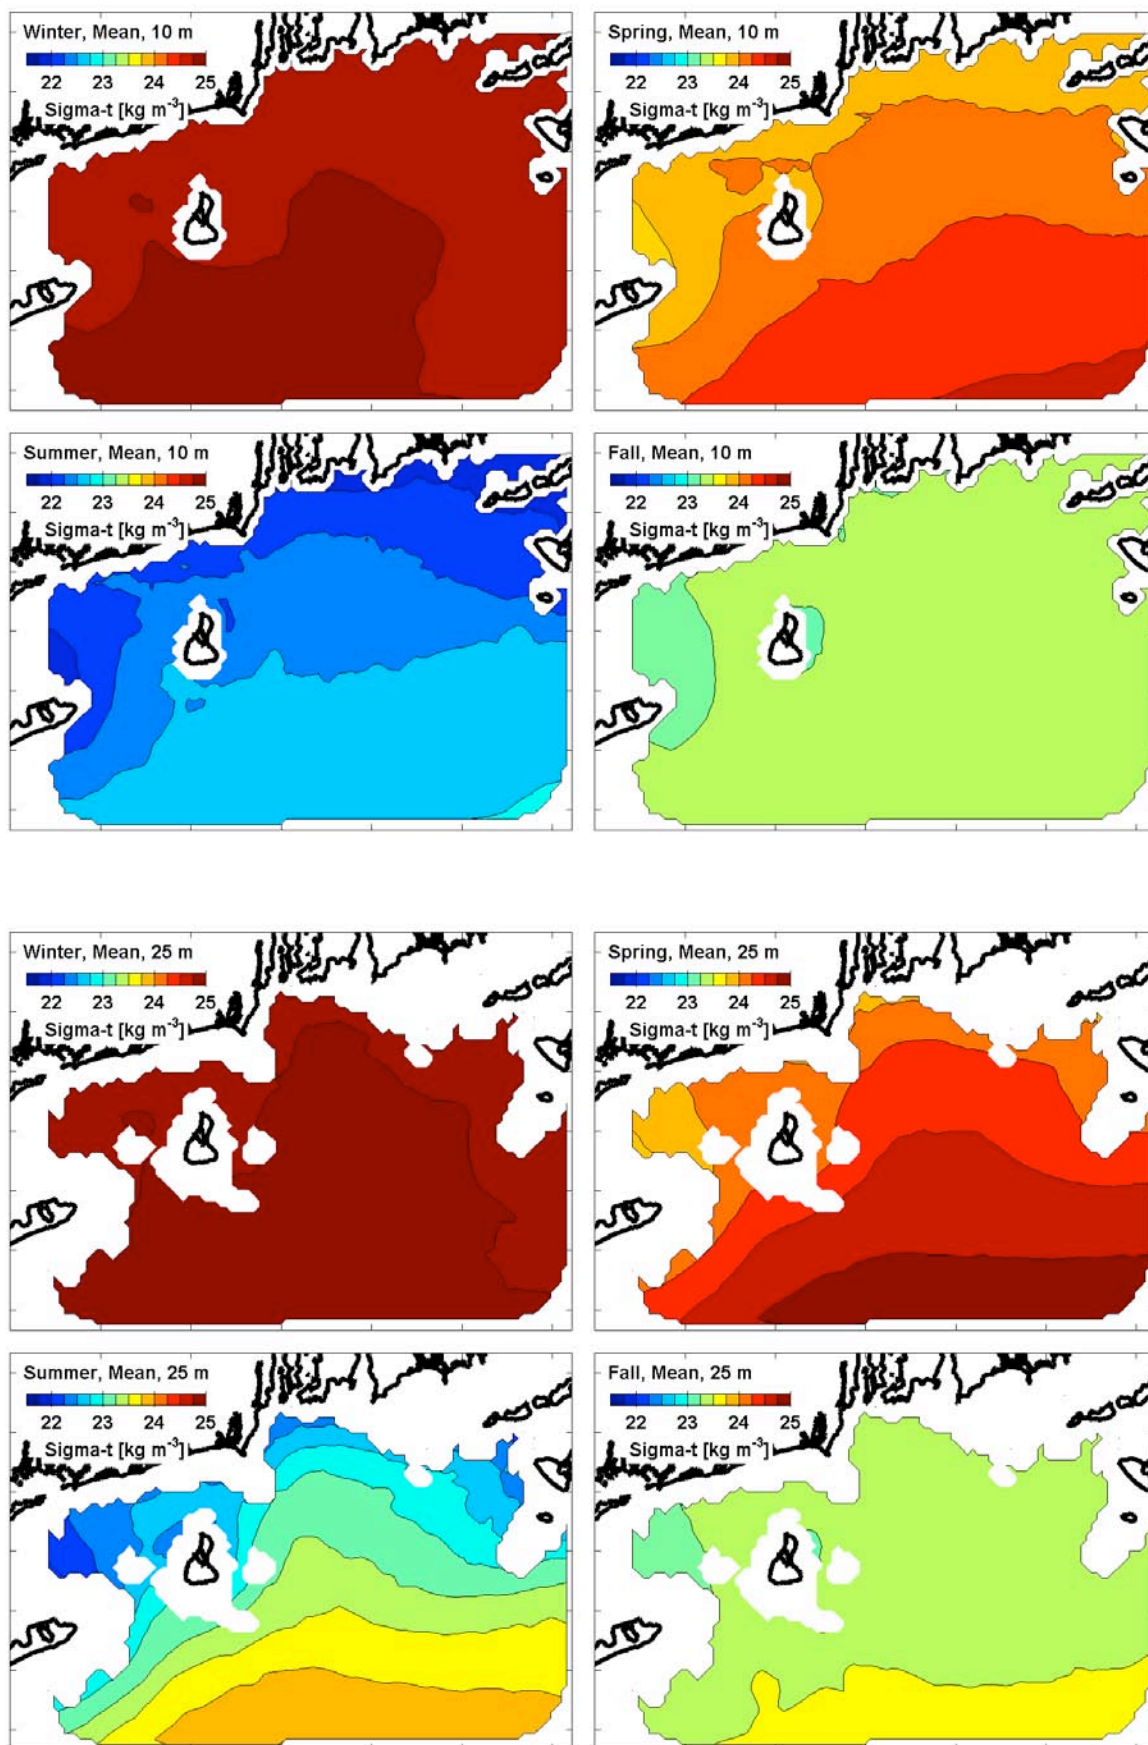 Winter, Mean, 10 m
22 23 24 25
Sigma-t [kg m-3]
Spring, Mean, 10 m
22 23 24 25
Sigma-t [kg m-3]
Summer, Mean, 10 m
22 23 24 25
Sigma-t [kg m-3]
Fall, Mean, 10 m
22 23 24 25
Sigma-t [kg m-3]
Winter, Mean, 25 m
22 23 24 25
Sigma-t [kg m-3]
Spring, Mean, 25 m
22 23 24 25
Sigma-t [kg m-3]
Summer, Mean, 25 m
22 23 24 25
Sigma-t [kg m-3]
Fall, Mean, 25 m
22 23 24 25
Sigma-t [kg m-3]